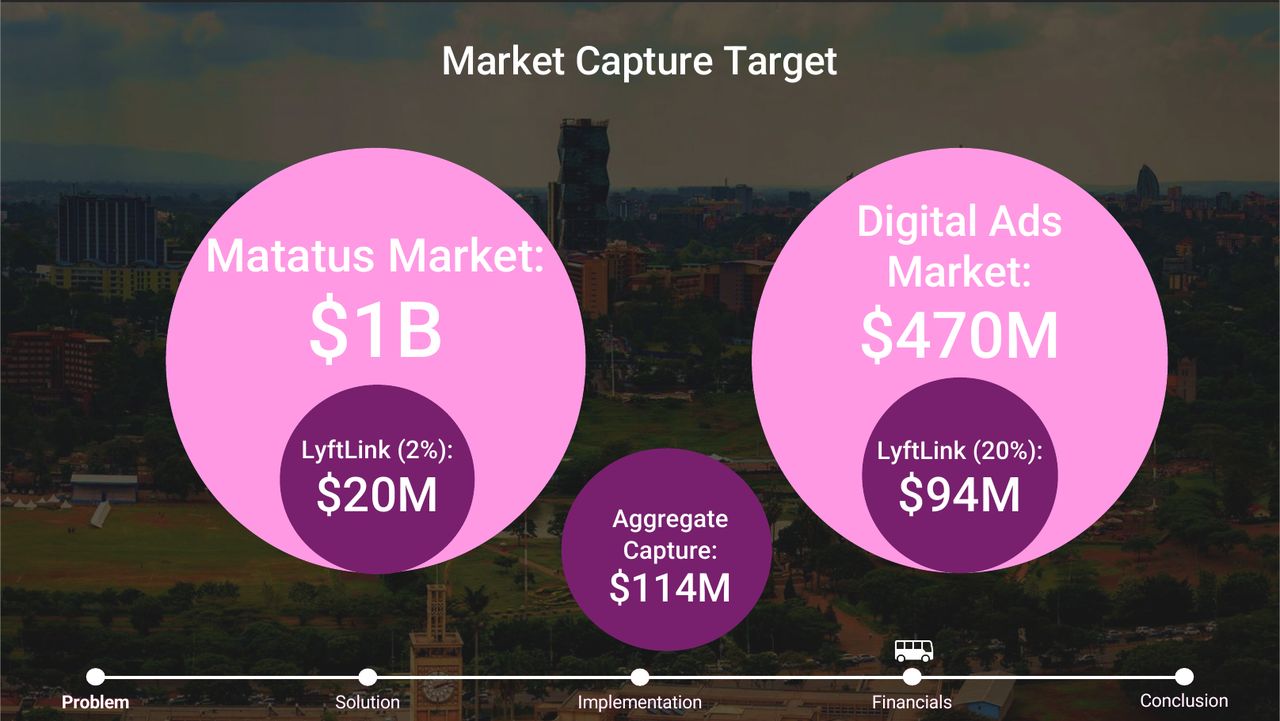 Market Capture Target
Matatus Market:
$1B
LyftLink (2%):
$20M
Digital Ads
Market:
$470M
LyftLink (20%):
$94M
Aggregate
Capture:
$114M
Problem
Solution
Implementation
Financials
Conclusion